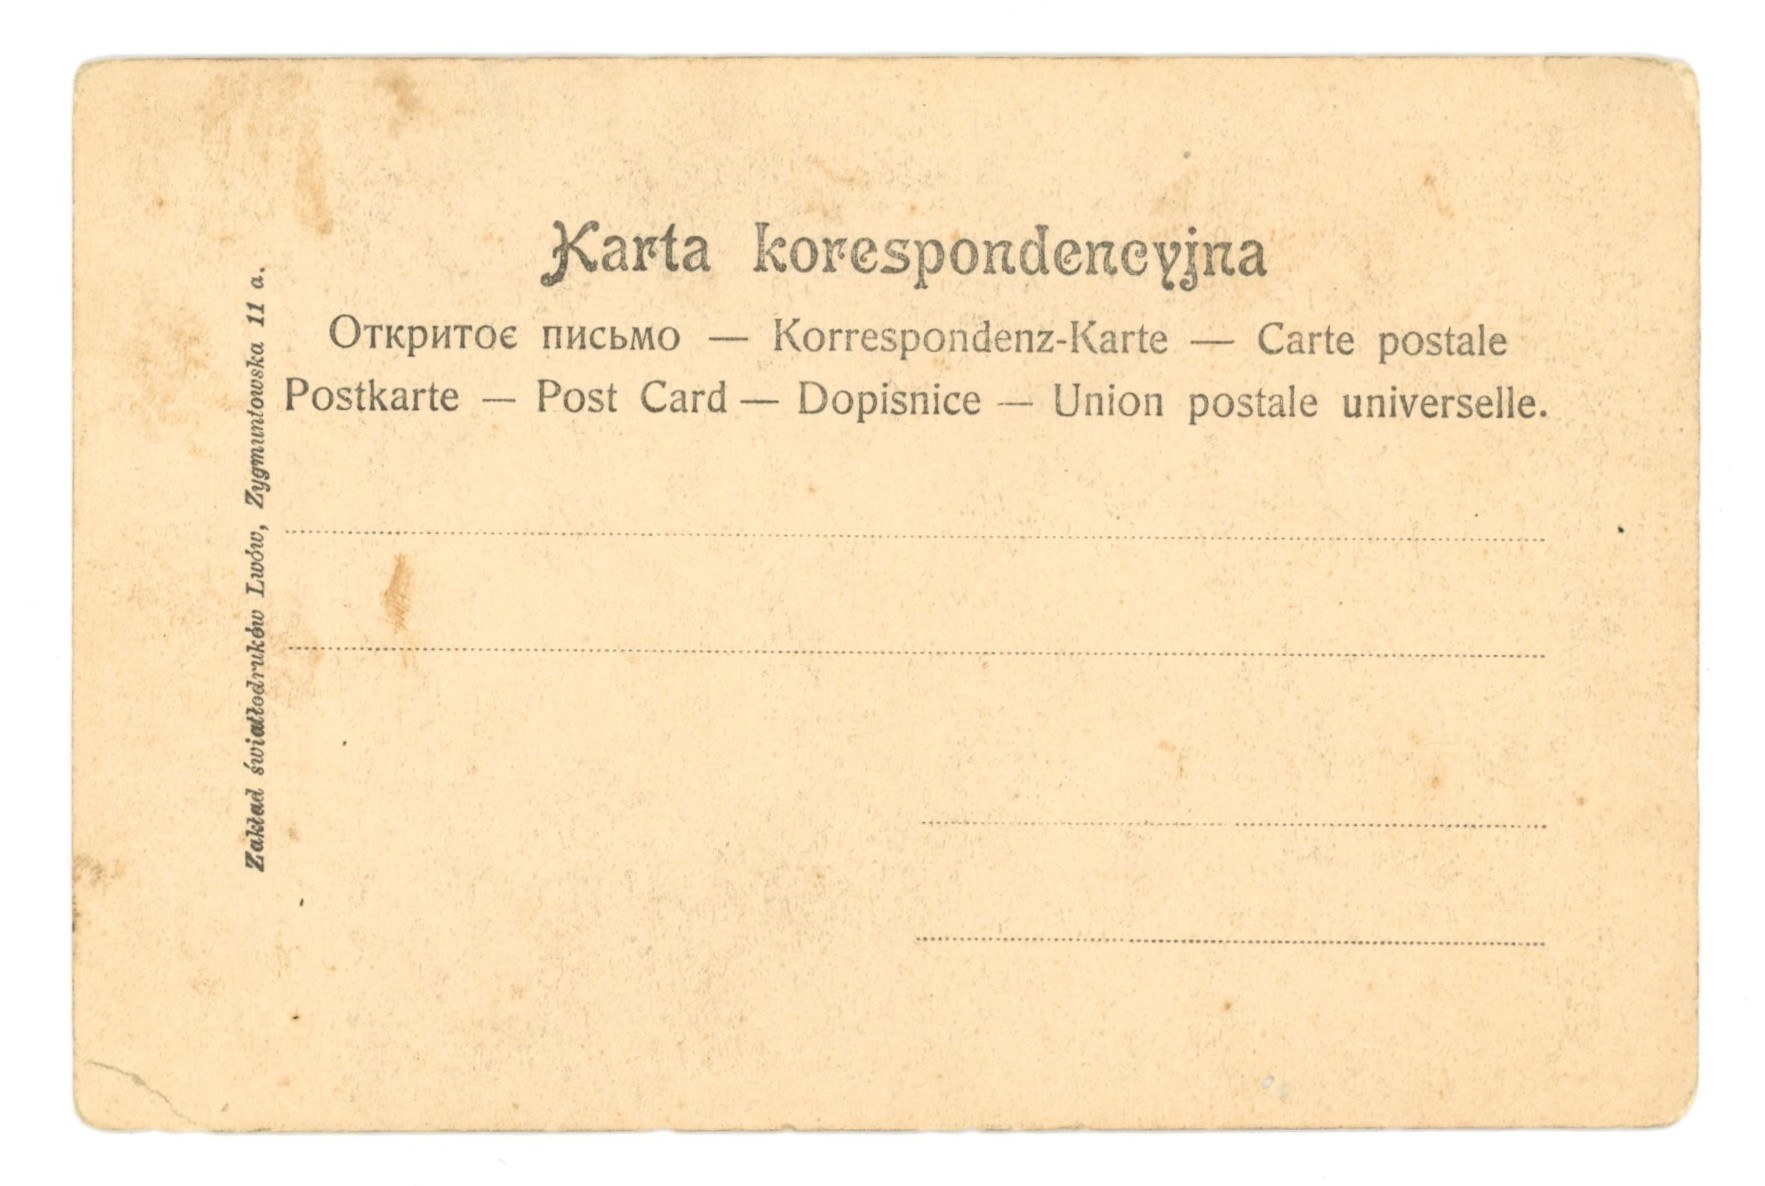 Karta korespondencyjna
Откритоє письмо — Korrespondenz-Karte — Carte postale
Postkarte — Post Card — Dopisnice — Union postale universelle.
Zakład światłodruków Lwów, Zygmuntowska 11 a.